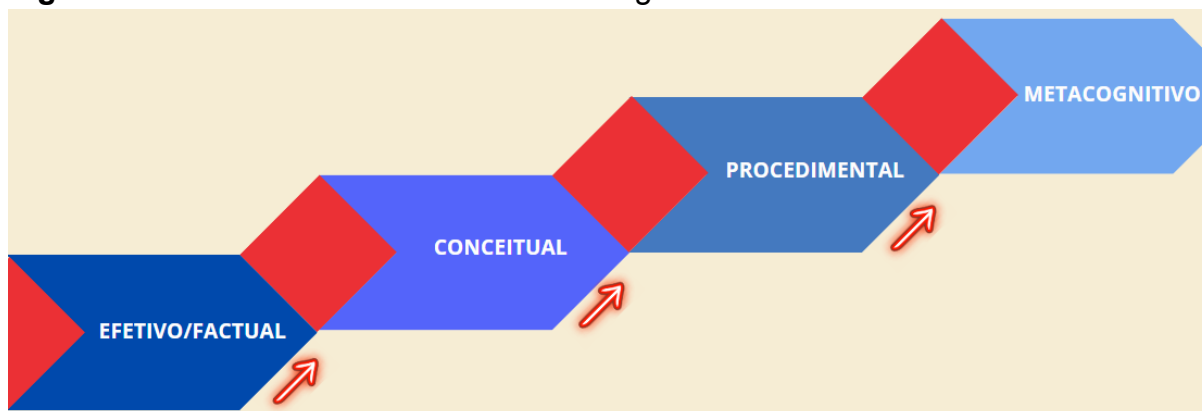 EFETIVO/FACTUAL
CONCEITUAL
PROCEDIMENTAL
METACOGNITIVO